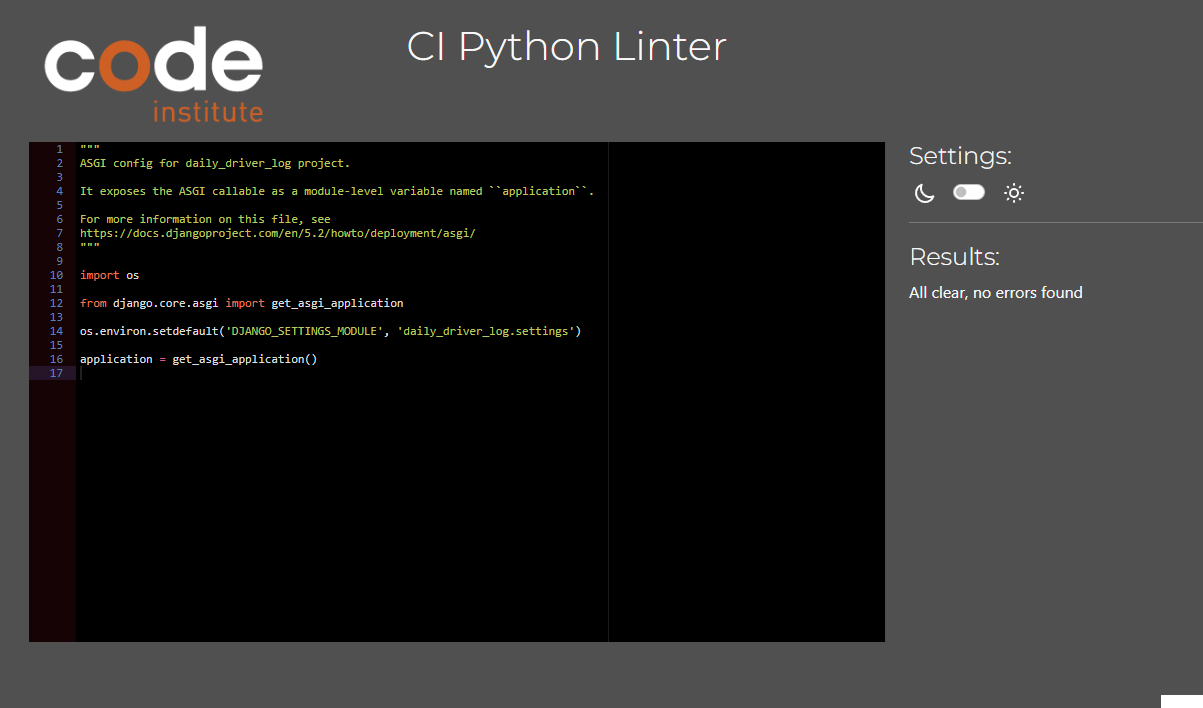 code
institute
CI Python Linter
1 """
2 ASGI config for daily_driver_log project.
3
4 It exposes the ASGI callable as a module-level variable named ``application``.
5
6 For more information on this file, see
7 https://docs.djangoproject.com/en/5.2/howto/deployment/asgi/
8 """
9
10 import os
11
12 from django.core.asgi import get_asgi_application
13
14 os.environ.setdefault('DJANGO_SETTINGS_MODULE', 'daily_driver_log.settings')
15
16 application = get_asgi_application()
17
Settings:
Results:
All clear, no errors found